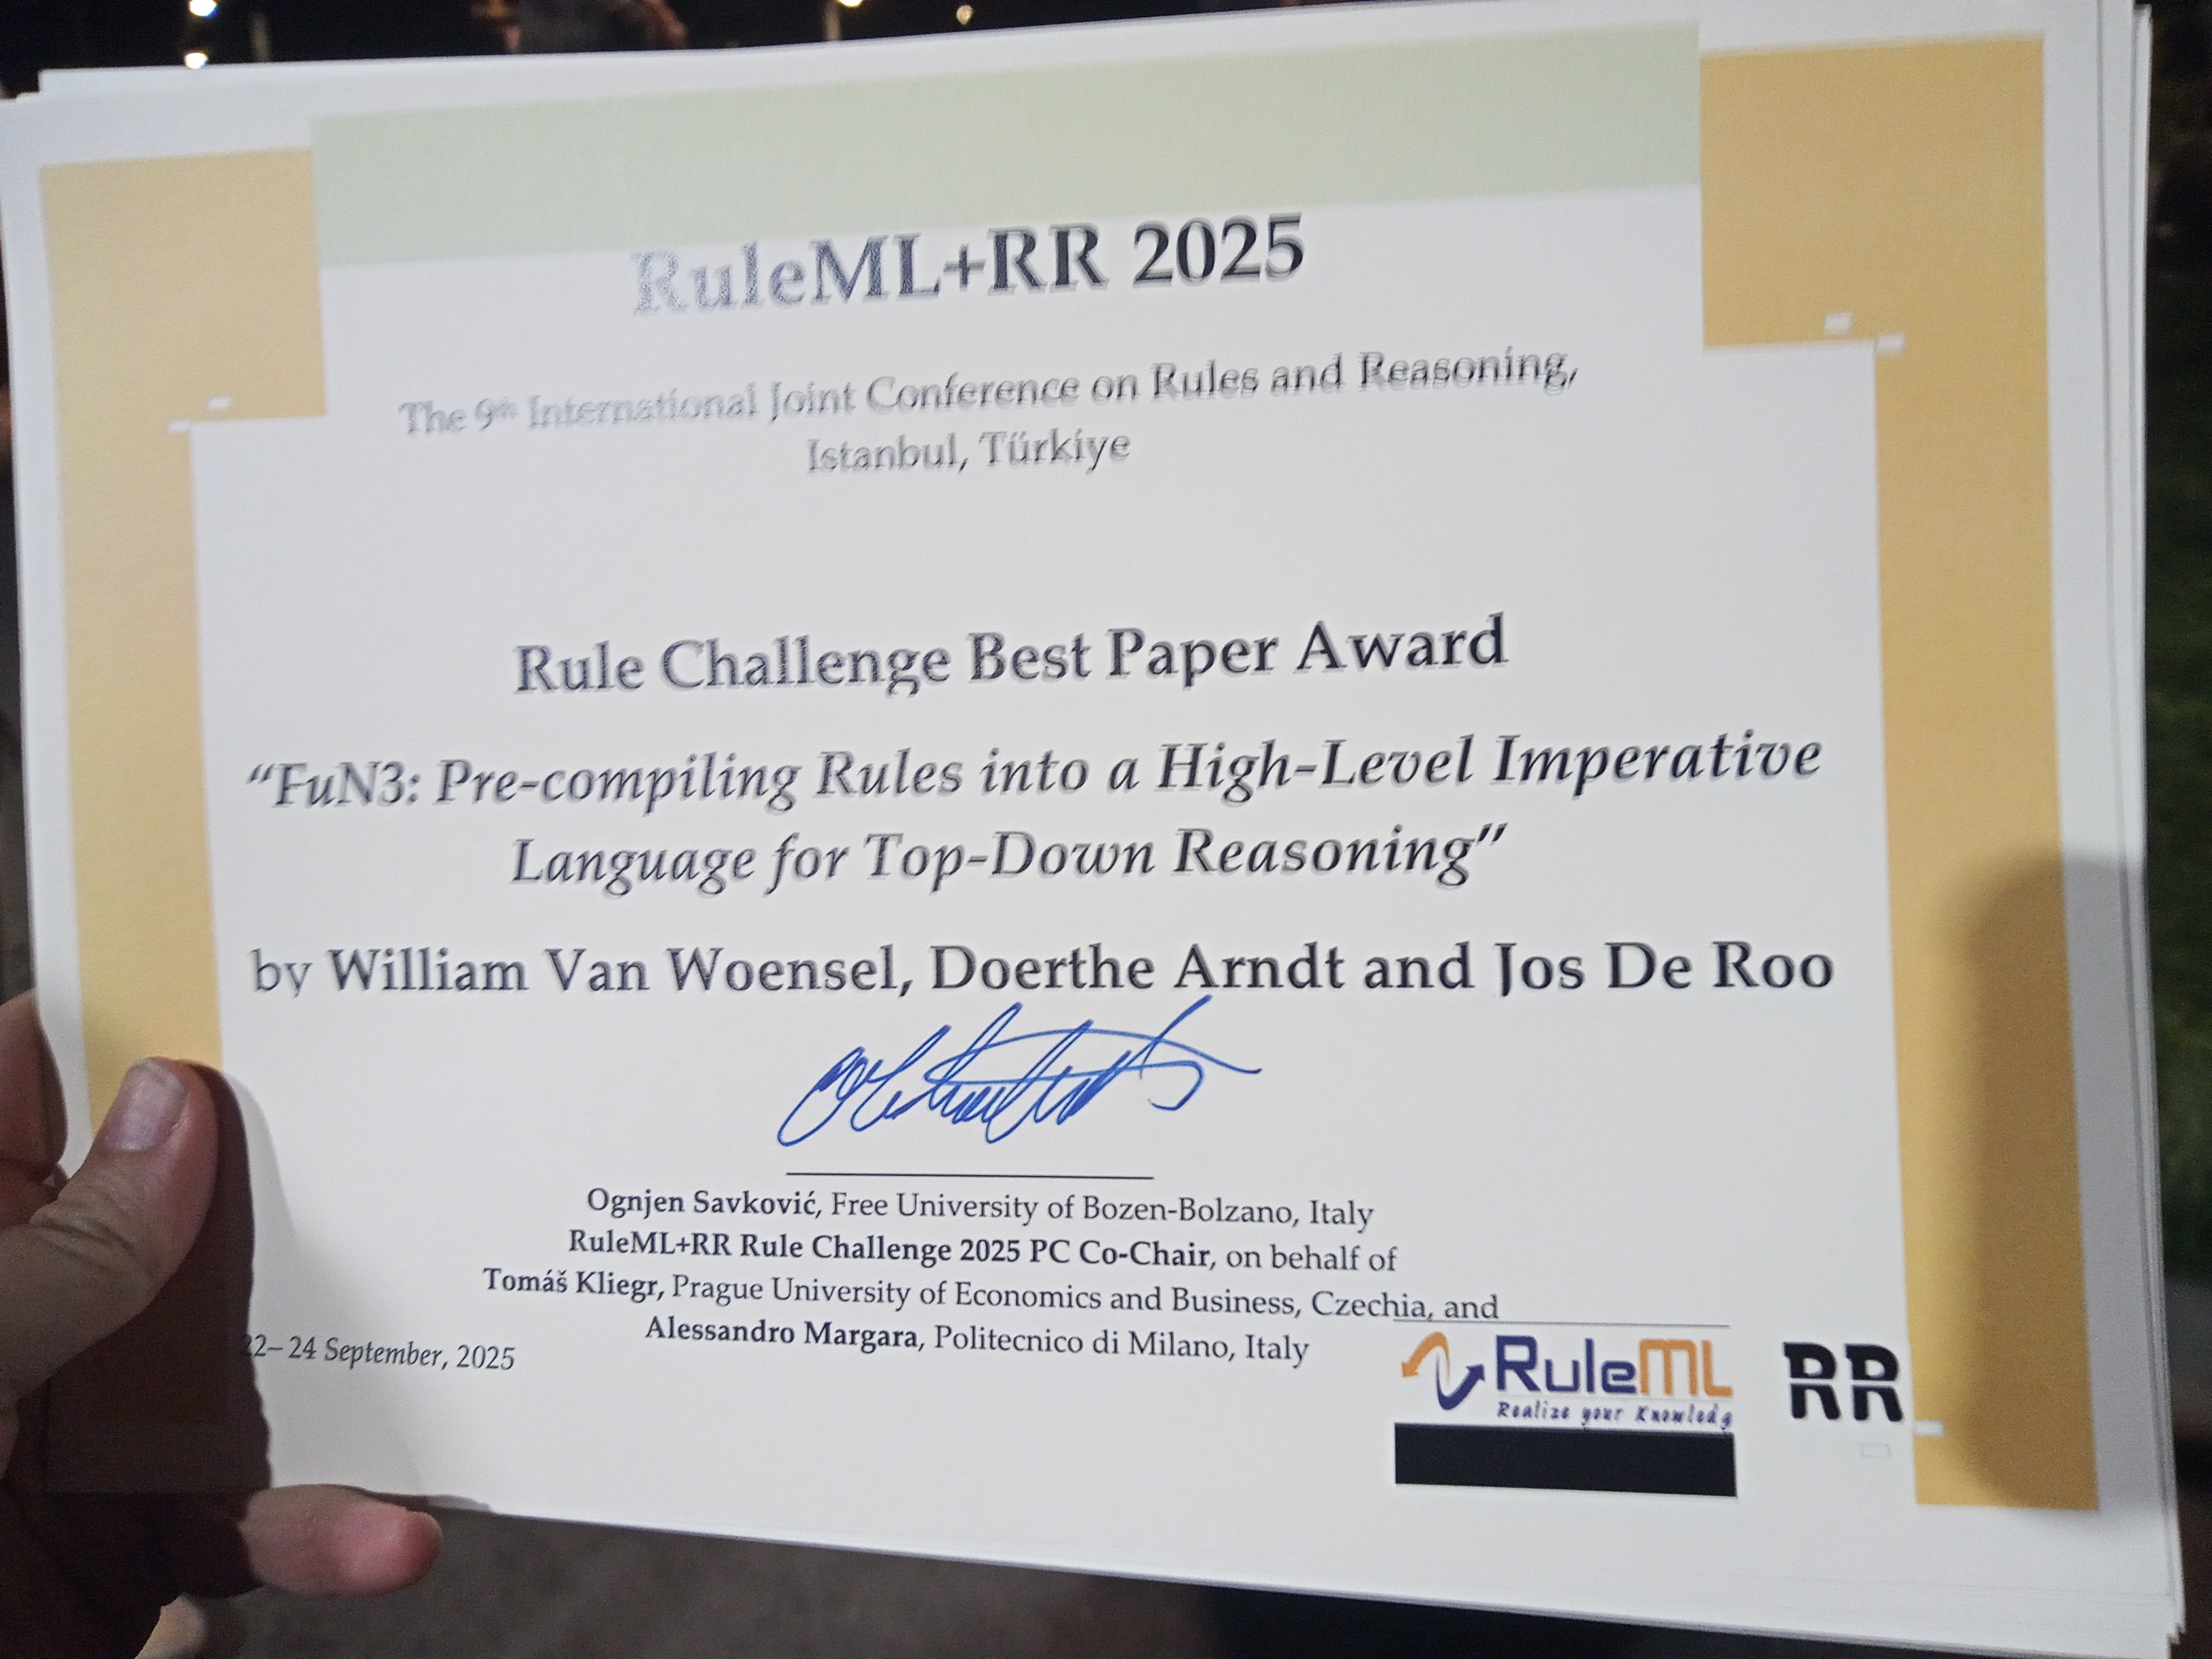 RuleML+RR 2025
The 9th International Joint Conference on Rules and Reasoning,
Istanbul, Türkiye
Rule Challenge Best Paper Award
“FuN3: Pre-compiling Rules into a High-Level Imperative
Language for Top-Down Reasoning”
by William Van Woensel, Doerthe Arndt and Jos De Roo
Ognjen Savković, Free University of Bozen-Bolzano, Italy
RuleML+RR Rule Challenge 2025 PC Co-Chair, on behalf of
Tomáš Kliegr, Prague University of Economics and Business, Czechia, and
Alessandro Margara, Politecnico di Milano, Italy
22–24 September, 2025
RuleML
Realize your Knowledg
RR